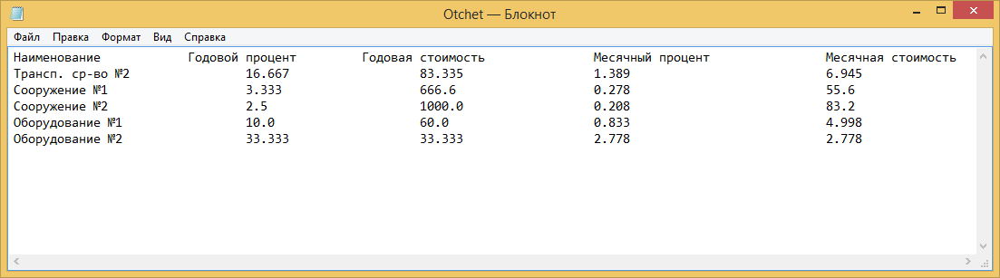 Otchet — Блокнот
Файл Правка Формат Вид Справка
Наименование Годовой процент Годовая стоимость Месячный процент Месячная стоимость
Трансп. ср-во №2 16.667 83.335 1.389 6.945
Сооружение №1 3.333 666.6 0.278 55.6
Сооружение №2 2.5 1000.0 0.208 83.2
Оборудование №1 10.0 60.0 0.833 4.998
Оборудование №2 33.333 33.333 2.778 2.778